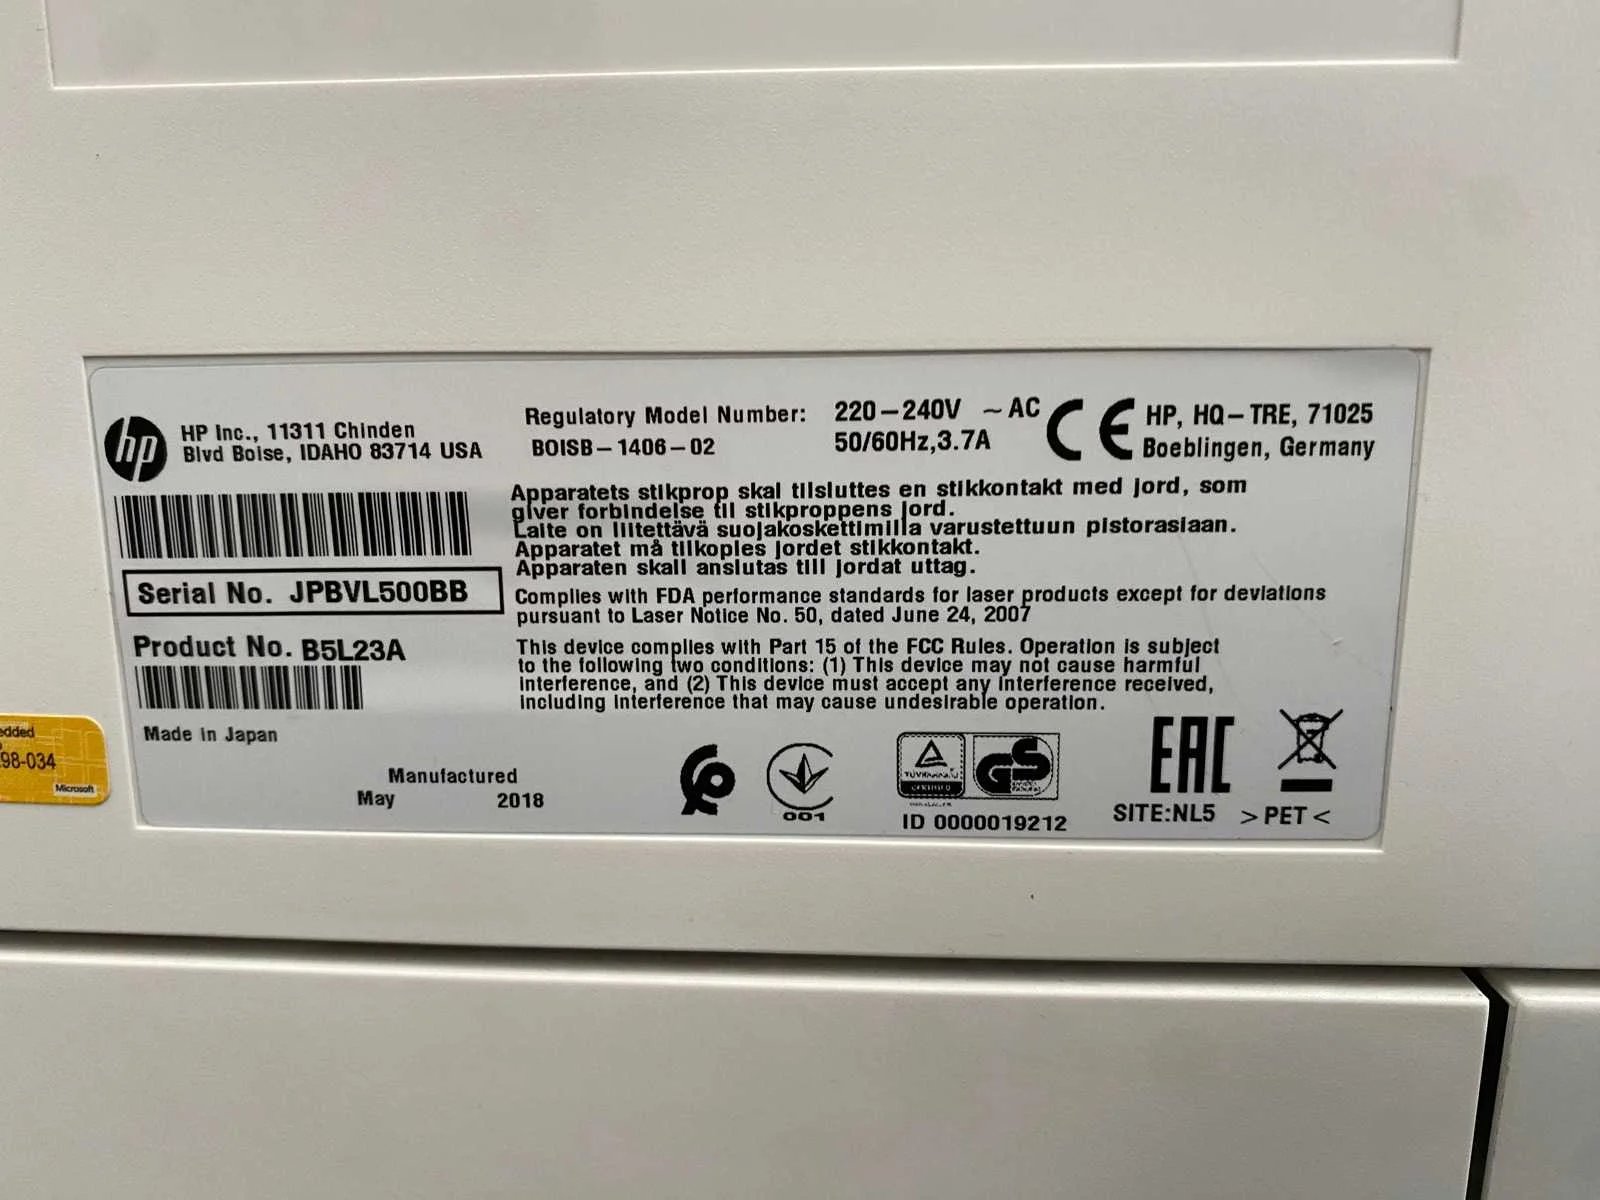 hp
HP Inc., 11311 Chinden
Blvd Boise, IDAHO 83714 USA
Regulatory Model Number:
BOISB-1406-02
220-240V ~ AC
50/60Hz,3.7A
CE
HP, HQ-TRE, 71025
Boeblingen, Germany
Serial No. JPBVL500BB
Product No. B5L23A
Made in Japan
Manufactured
May 2018
Apparatets stikprop skal tilsluttes en stikkontakt med jord, som
giver forbindelse til stikproppens jord.
Laite on liitettävä suojakoskettimilla varustettuun pistorasiaan.
Apparatet må tilkoples jordet stikkontakt.
Apparaten skall anslutas till jordat uttag.
Complies with FDA performance standards for laser products except for deviations
pursuant to Laser Notice No. 50, dated June 24, 2007
This device complies with Part 15 of the FCC Rules. Operation is subject
to the following two conditions: (1) This device may not cause harmful
interference, and (2) This device must accept any interference received,
including interference that may cause undesirable operation.
001
GS
ID 0000019212
EAC
SITE:NL5
>PET<
edded
98-034
Microsoft